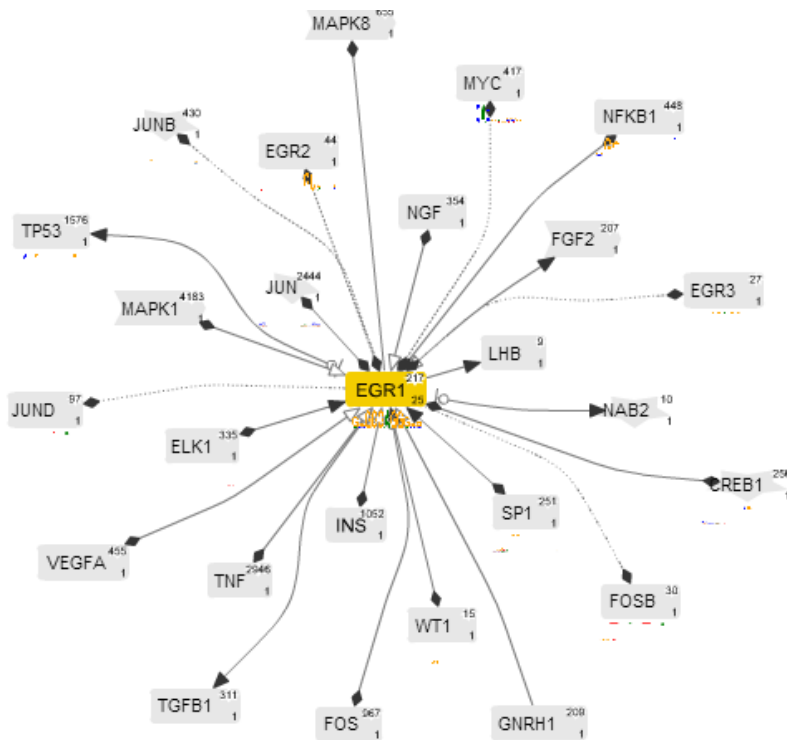 MAPK8 655
1
MYC 417
1
JUNB 430
1
NFKB1 448
1
EGR2 44
1
NGF 354
1
TP53 1576
1
FGF2 207
1
JUN 2444
1
EGR3 27
1
MAPK1 4183
1
LHB 9
1
EGR1 217
25
JUND 97
1
NAB2 10
1
ELK1 335
1
CREB1 256
1
SP1 251
1
INS 1052
1
VEGFA 455
1
TNF 2946
1
FOSB 30
1
WT1 15
1
TGFB1 311
1
FOS 967
1
GNRH1 209
1